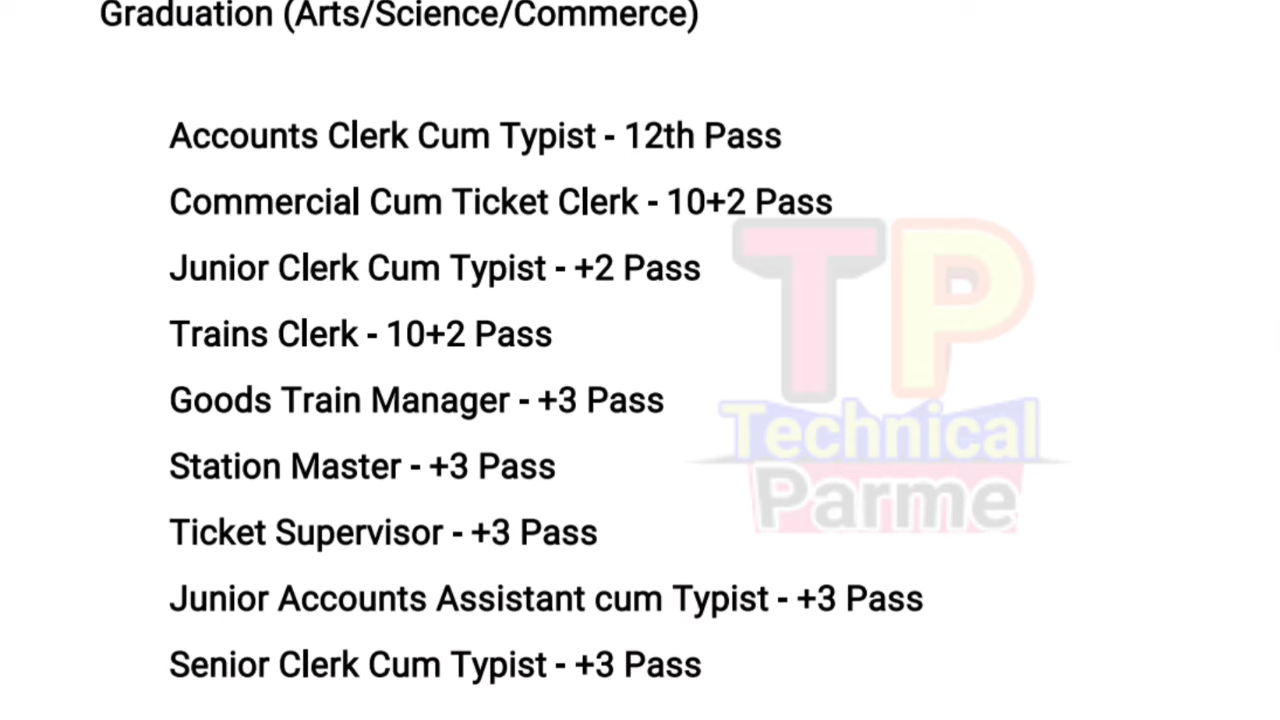 Graduation (Arts/Science/Commerce)
Accounts Clerk Cum Typist - 12th Pass
Commercial Cum Ticket Clerk - 10+2 Pass
Junior Clerk Cum Typist - +2 Pass
Trains Clerk - 10+2 Pass
Goods Train Manager - +3 Pass
Station Master - +3 Pass
Ticket Supervisor - +3 Pass
Junior Accounts Assistant cum Typist - +3 Pass
Senior Clerk Cum Typist - +3 Pass
TP
Technical
Parme